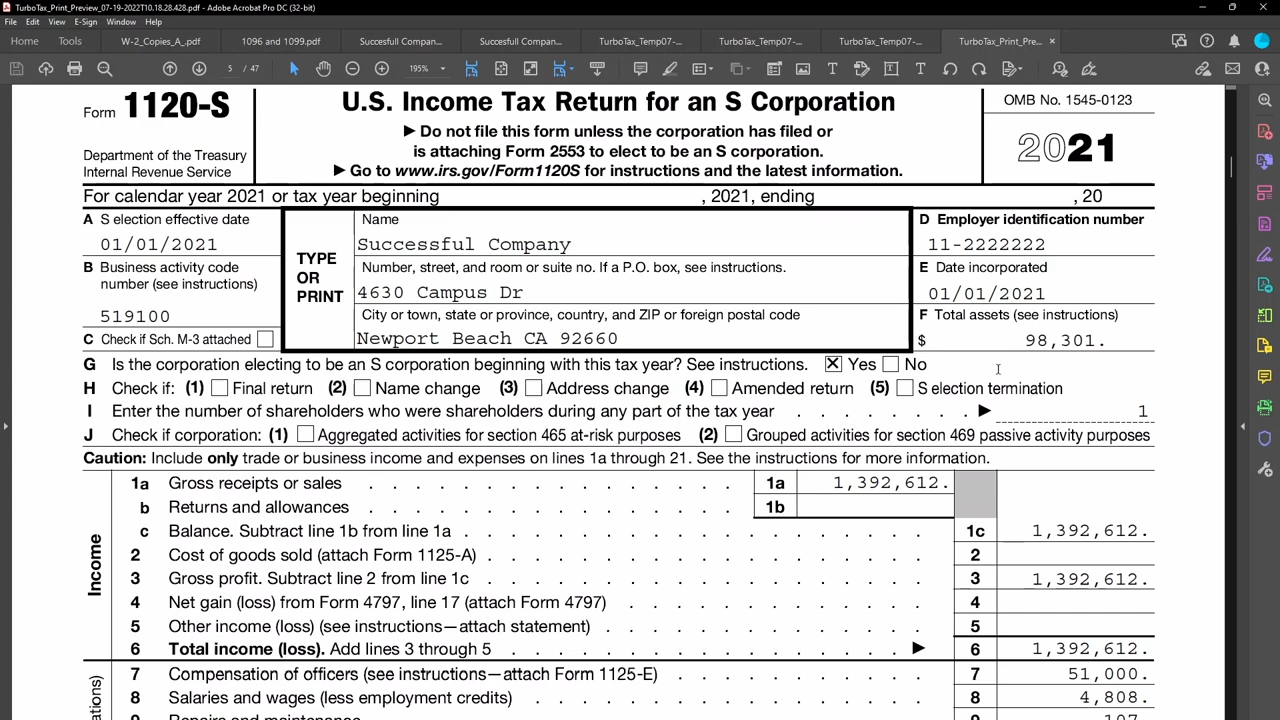 TurboTax_Print_Preview_07-19-2022T10.18.28.428.pdf - Adobe Acrobat Pro DC (32-bit)
File Edit View E-Sign Window Help
Home Tools W-2_Copies_A_.pdf 1096 and 1099.pdf Succesful Compan... Succesful Compan... TurboTax_Temp07-... TurboTax_Temp07-... TurboTax_Temp07-... TurboTax_Print_Pre... ×
5 / 47 195%
Form 1120-S
U.S. Income Tax Return for an S Corporation
OMB No. 1545-0123
▶ Do not file this form unless the corporation has filed or
is attaching Form 2553 to elect to be an S corporation.
2021
Department of the Treasury
Internal Revenue Service
▶ Go to www.irs.gov/Form1120S for instructions and the latest information.
For calendar year 2021 or tax year beginning , 2021, ending , 20
A S election effective date
01/01/2021
B Business activity code
number (see instructions)
519100
C Check if Sch. M-3 attached
TYPE
OR
PRINT
Name
Successful Company
Number, street, and room or suite no. If a P.O. box, see instructions.
4630 Campus Dr
City or town, state or province, country, and ZIP or foreign postal code
Newport Beach CA 92660
D Employer identification number
11-2222222
E Date incorporated
01/01/2021
F Total assets (see instructions)
$ 98,301.
G Is the corporation electing to be an S corporation beginning with this tax year? See instructions. X Yes No
H Check if: (1) Final return (2) Name change (3) Address change (4) Amended return (5) S election termination
I Enter the number of shareholders who were shareholders during any part of the tax year . . . . . . . . ▶ 1
J Check if corporation: (1) Aggregated activities for section 465 at-risk purposes (2) Grouped activities for section 469 passive activity purposes
Caution: Include only trade or business income and expenses on lines 1a through 21. See the instructions for more information.
Income
1a Gross receipts or sales . . . . . . . . . . . . . . . . 1a 1,392,612.
b Returns and allowances . . . . . . . . . . . . . . . . 1b
c Balance. Subtract line 1b from line 1a . . . . . . . . . . . . . . . . . . . . 1c 1,392,612.
2 Cost of goods sold (attach Form 1125-A) . . . . . . . . . . . . . . . . . . . 2
3 Gross profit. Subtract line 2 from line 1c . . . . . . . . . . . . . . . . . . . 3 1,392,612.
4 Net gain (loss) from Form 4797, line 17 (attach Form 4797) . . . . . . . . . . . . . 4
5 Other income (loss) (see instructions—attach statement) . . . . . . . . . . . . . . 5
6 Total income (loss). Add lines 3 through 5 . . . . . . . . . . . . . . . . . ▶ 6 1,392,612.
7 Compensation of officers (see instructions—attach Form 1125-E) . . . . . . . . . . . 7 51,000.
8 Salaries and wages (less employment credits) . . . . . . . . . . . . . . . . . 8 4,808.